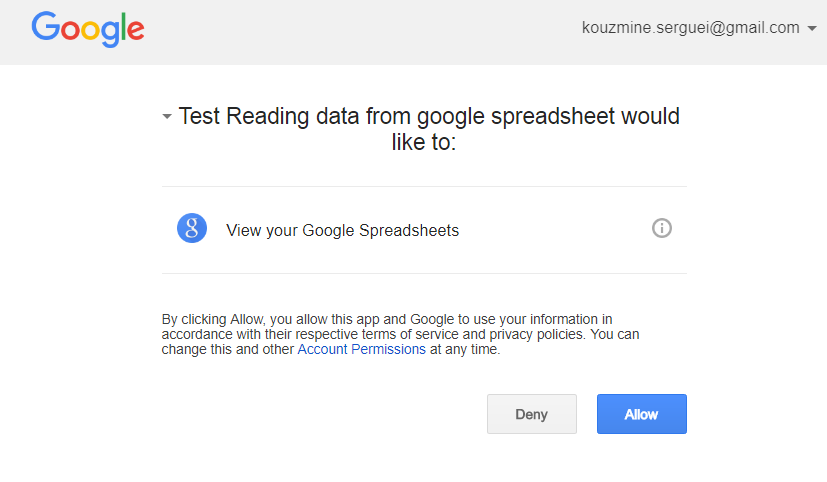 Google
kouzmine.serguei@gmail.com
Test Reading data from google spreadsheet would
like to:
View your Google Spreadsheets
By clicking Allow, you allow this app and Google to use your information in
accordance with their respective terms of service and privacy policies. You can
change this and other Account Permissions at any time.
Deny
Allow